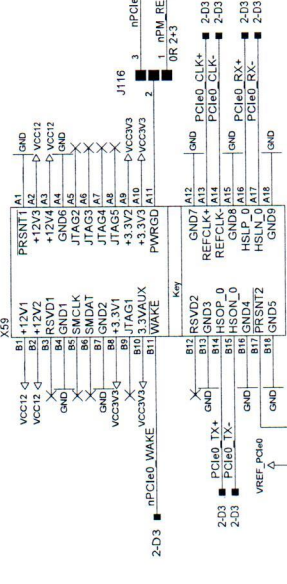 X59
VCC12 B1 +12V1 PRSNT1 A1 GND
VCC12 B2 +12V2 +12V3 A2 VCC12
B3 RSVD1 +12V4 A3 VCC12
GND B4 GND1 GND6 A4 GND
B5 SMCLK JTAG2 A5
B6 SMDAT JTAG3 A6
GND B7 GND2 JTAG4 A7
VCC3V3 B8 +3.3V1 JTAG5 A8
B9 JTAG1 +3.3V2 A9 VCC3V3
VCC3V3 B10 3.3VAUX +3.3V3 A10 VCC3V3
2-D3 nPCIe0_WAKE B11 WAKE PWRGD A11
J116
2
3 nPCIe
1 nPM_RE
0R 2+3
Key
B12 RSVD2 GND7 A12 GND
GND B13 GND3 REFCLK+ A13 PCIe0_CLK+ 2-D3
2-D3 PCIe0_TX+ B14 HSOP_0 REFCLK- A14 PCIe0_CLK- 2-D3
2-D3 PCIe0_TX- B15 HSON_0 GND8 A15 GND
GND B16 GND4 HSLP_0 A16 PCIe0_RX+ 2-D3
B17 PRSNT2 HSLN_0 A17 PCIe0_RX- 2-D3
GND B18 GND5 GND9 A18 GND
VREF_PCIe0